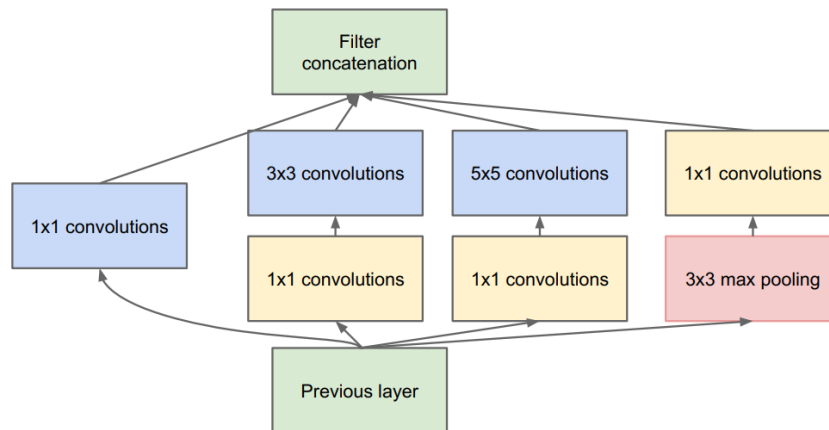 Filter
concatenation
3x3 convolutions
5x5 convolutions
1x1 convolutions
1x1 convolutions
1x1 convolutions
1x1 convolutions
3x3 max pooling
Previous layer